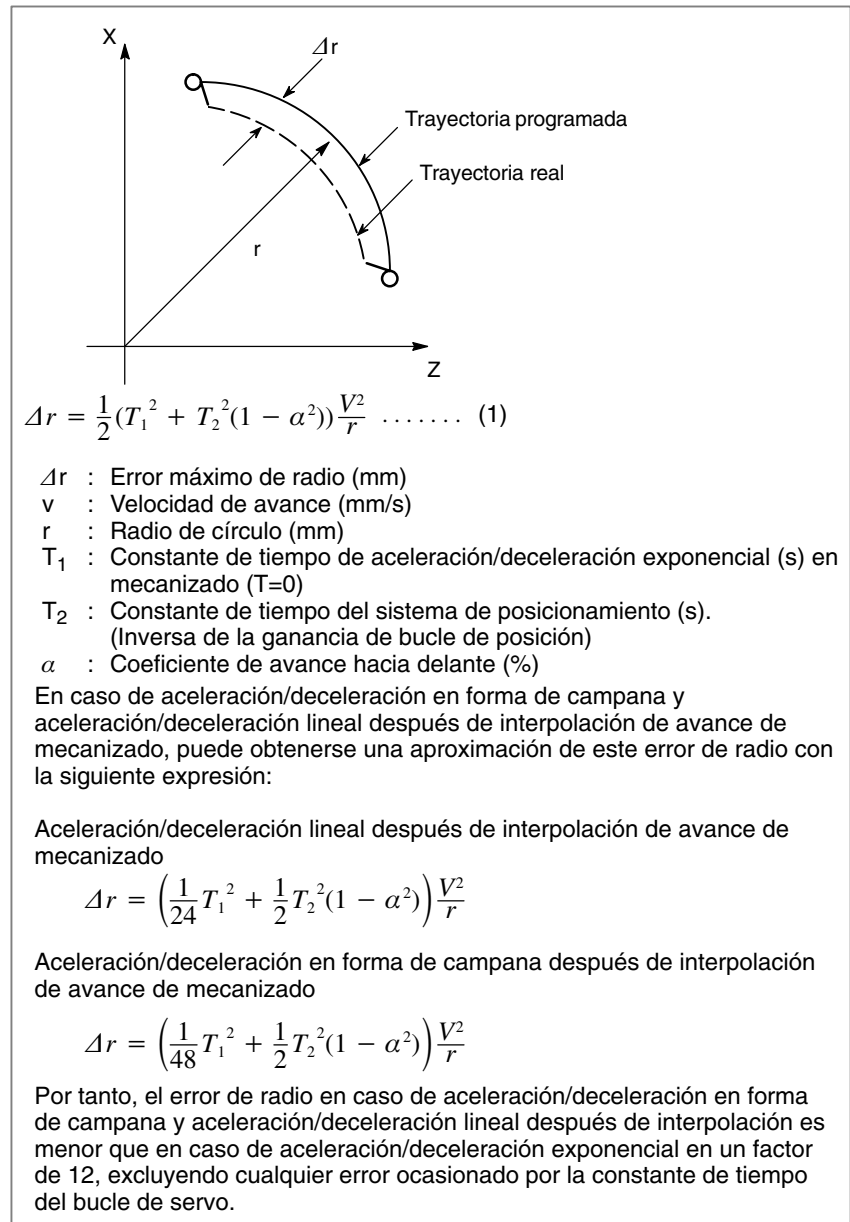 X
Δr
Trayectoria programada
Trayectoria real
r
Z
Δr = 1/2 (T₁² + T₂²(1 − α²)) V²/r ....... (1)
Δr : Error máximo de radio (mm)
v : Velocidad de avance (mm/s)
r : Radio de círculo (mm)
T₁ : Constante de tiempo de aceleración/deceleración exponencial (s) en
mecanizado (T=0)
T₂ : Constante de tiempo del sistema de posicionamiento (s).
(Inversa de la ganancia de bucle de posición)
α : Coeficiente de avance hacia delante (%)
En caso de aceleración/deceleración en forma de campana y
aceleración/deceleración lineal después de interpolación de avance de
mecanizado, puede obtenerse una aproximación de este error de radio con
la siguiente expresión:
Aceleración/deceleración lineal después de interpolación de avance de
mecanizado
Δr = (1/24 T₁² + 1/2 T₂²(1 − α²)) V²/r
Aceleración/deceleración en forma de campana después de interpolación
de avance de mecanizado
Δr = (1/48 T₁² + 1/2 T₂²(1 − α²)) V²/r
Por tanto, el error de radio en caso de aceleración/deceleración en forma
de campana y aceleración/deceleración lineal después de interpolación es
menor que en caso de aceleración/deceleración exponencial en un factor
de 12, excluyendo cualquier error ocasionado por la constante de tiempo
del bucle de servo.